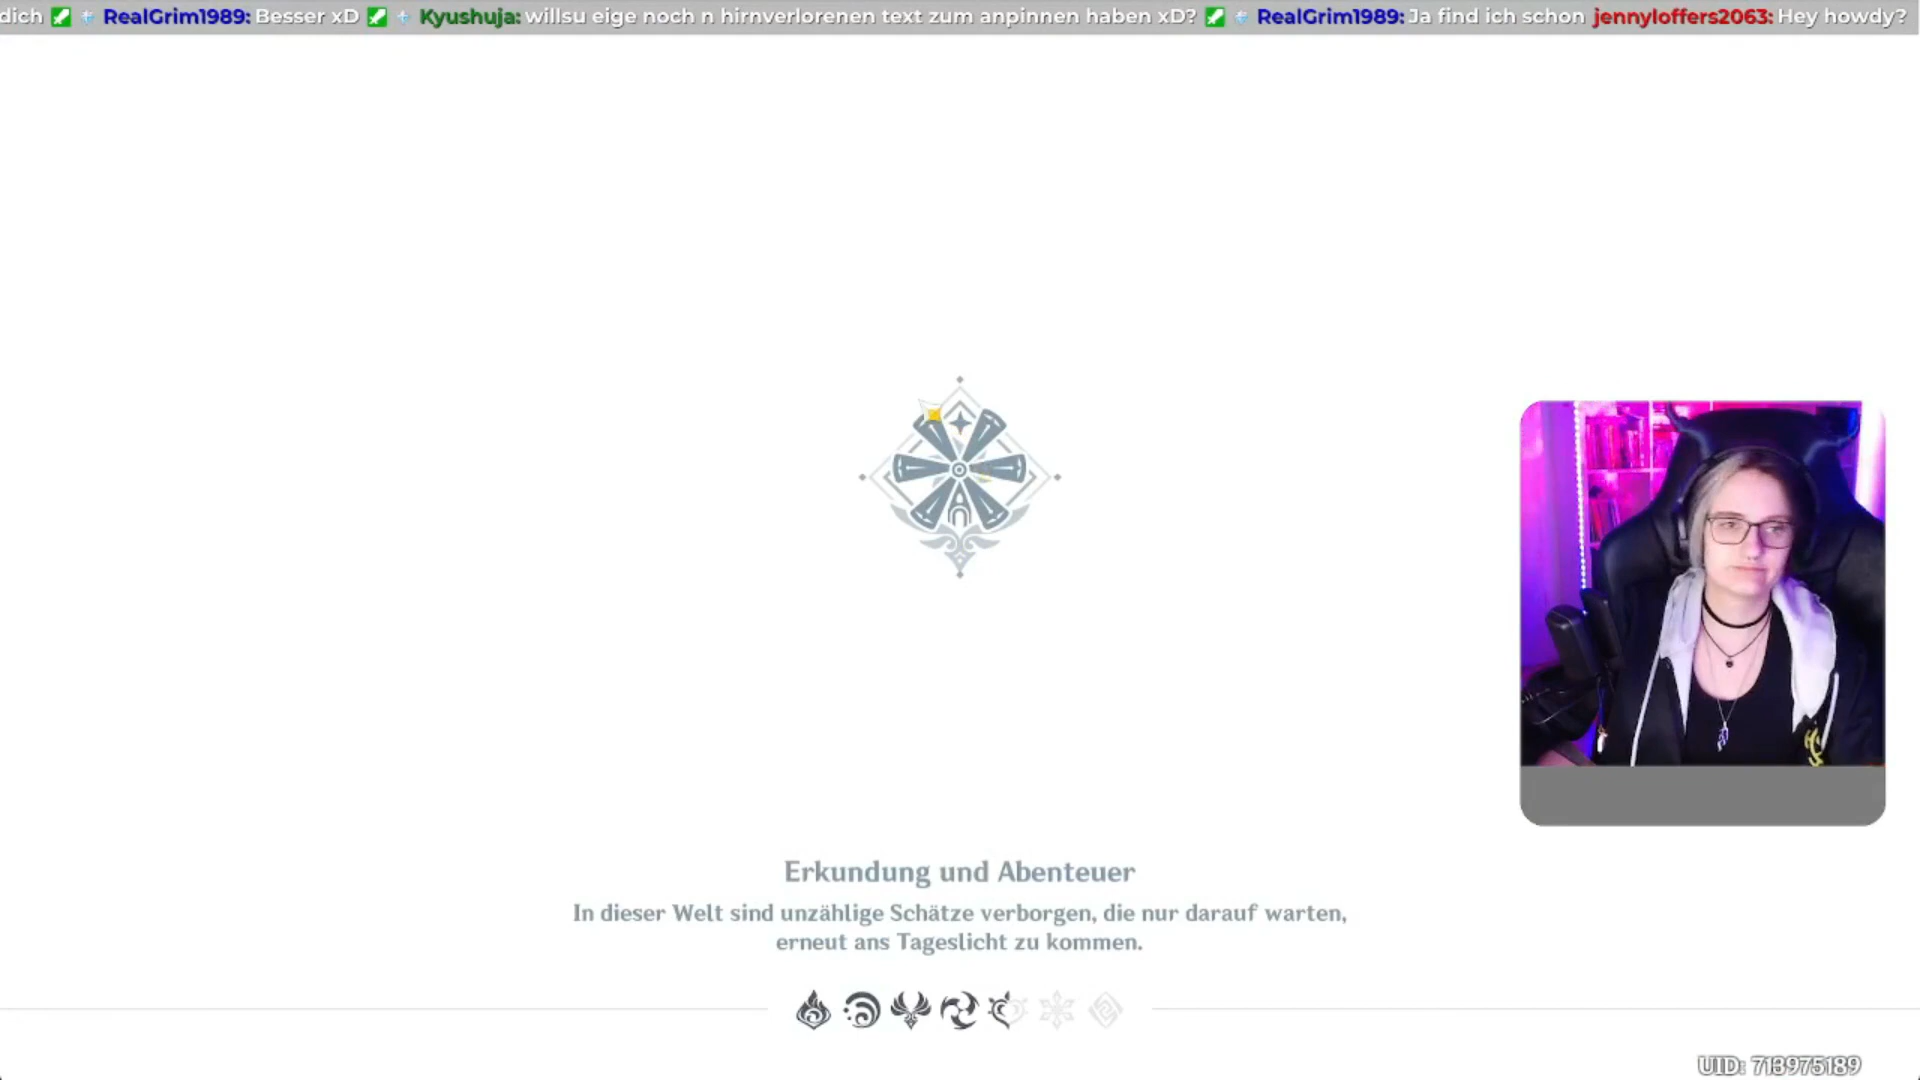 dich RealGrim1989: Besser xD Kyushuja: willsu eige noch n hirnverlorenen text zum anpinnen haben xD? RealGrim1989: Ja find ich schon jennyloffers2063: Hey howdy?
Erkundung und Abenteuer
In dieser Welt sind unzählige Schätze verborgen, die nur darauf warten,
erneut ans Tageslicht zu kommen.
UID: 713975189